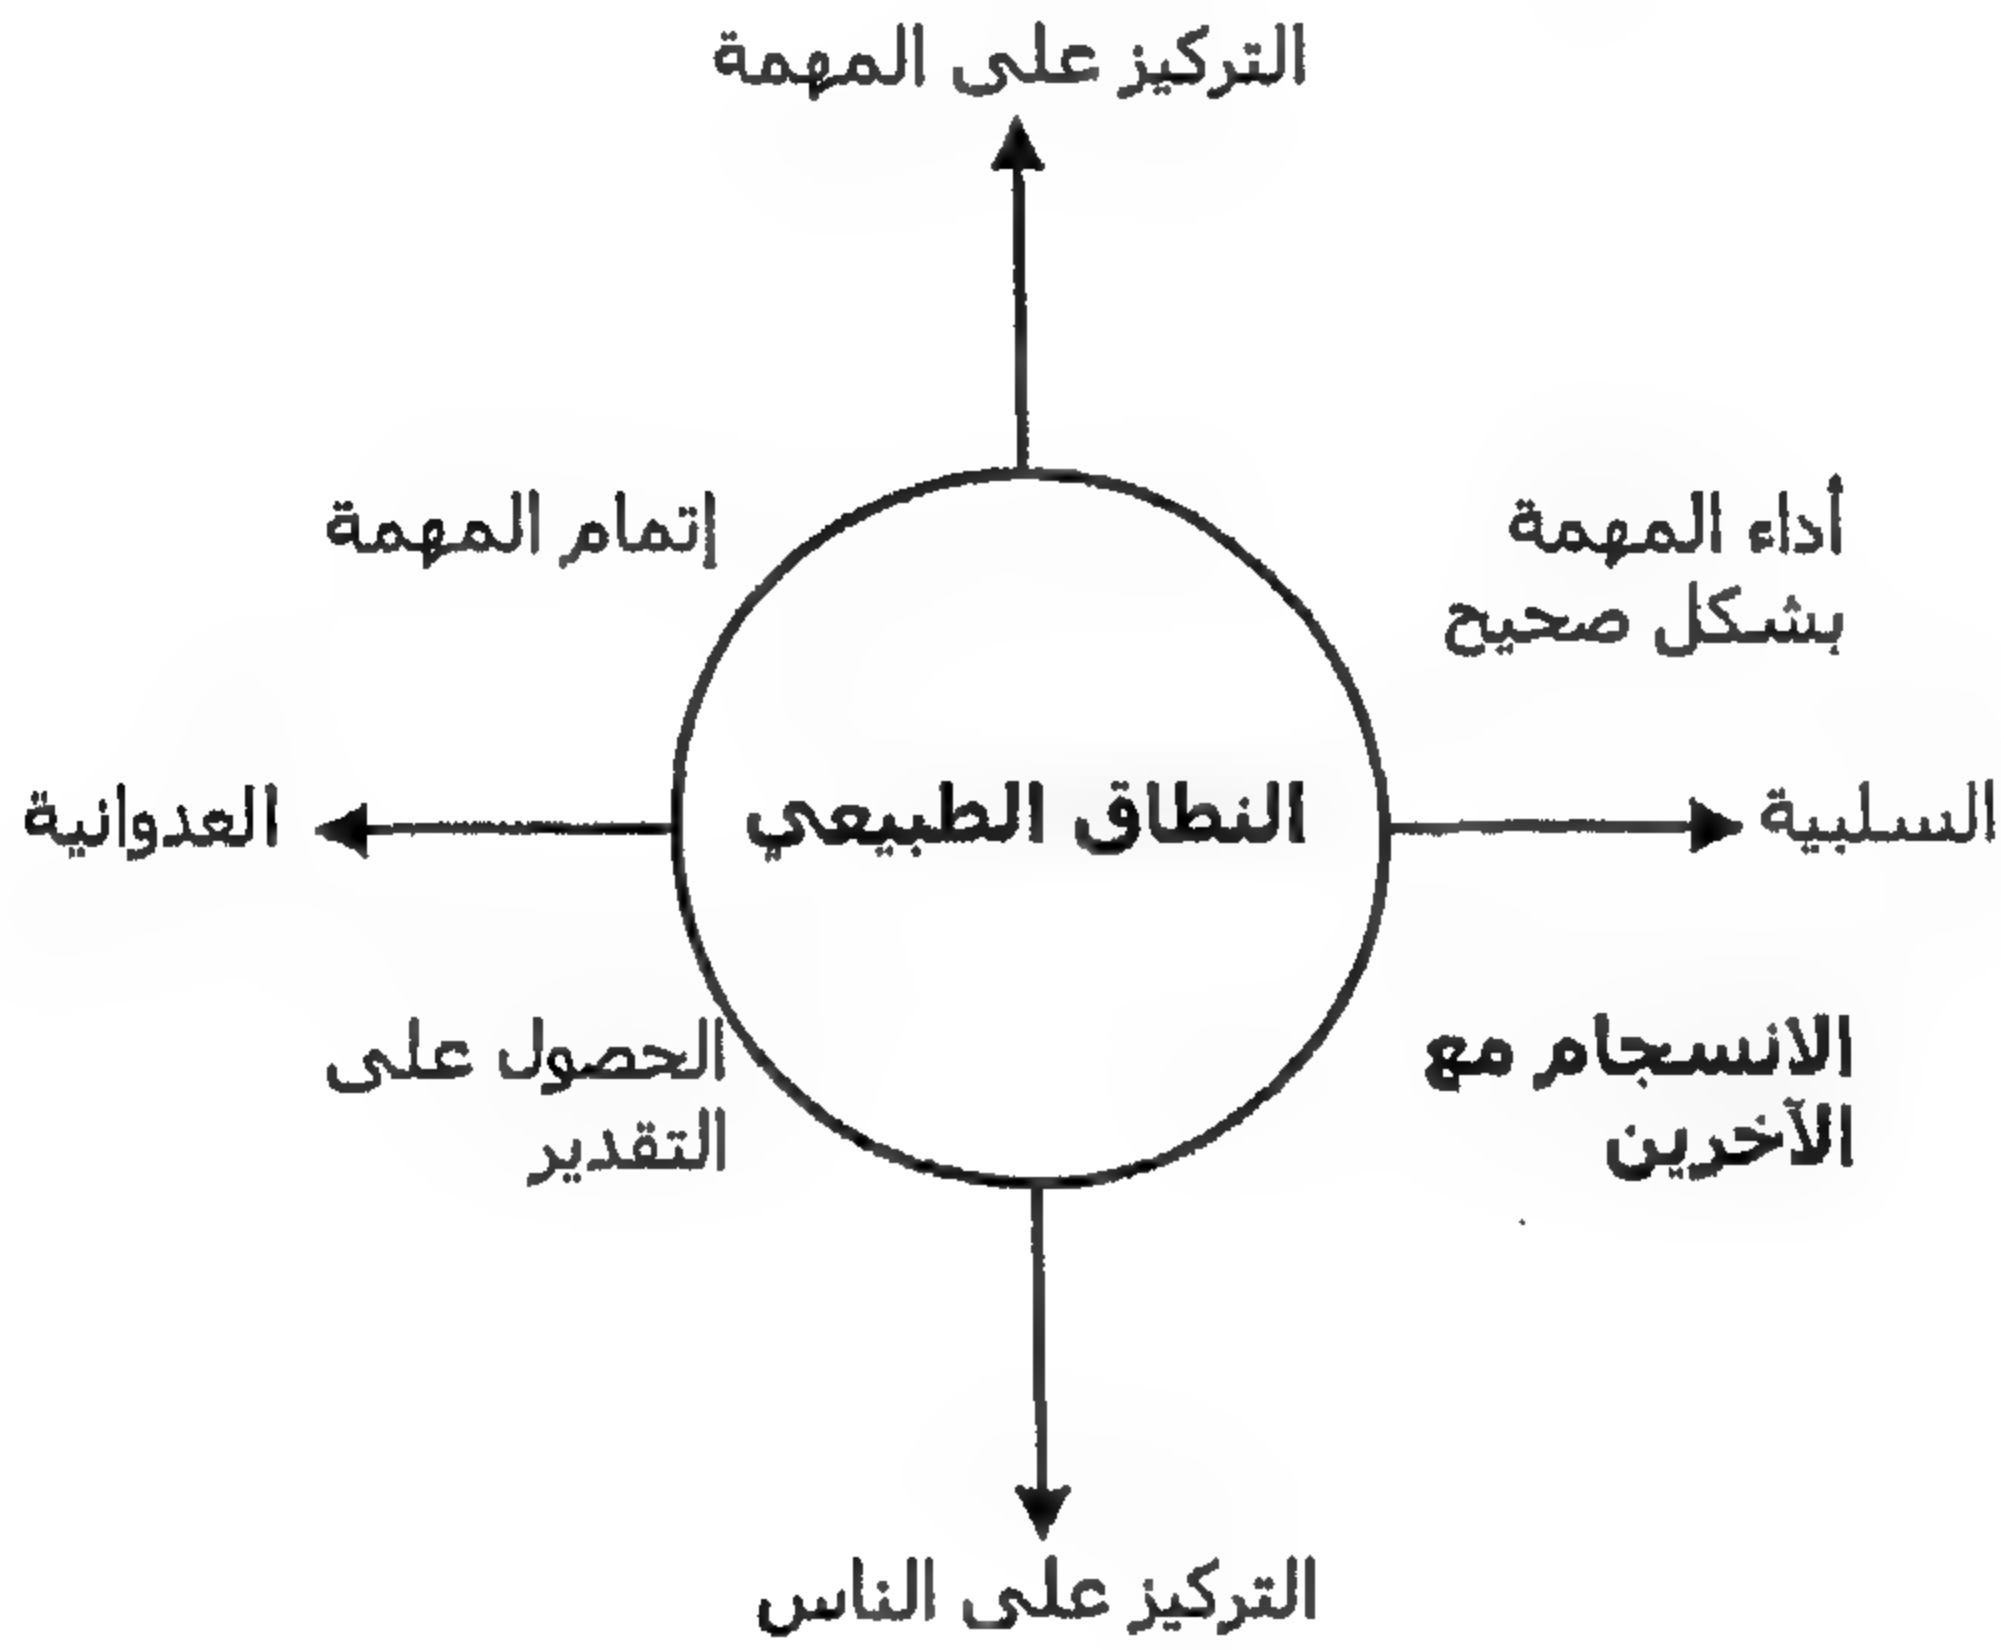 التركيز على المهمة
أداء المهمة
بشكل صحيح
إتمام المهمة
السلبية
النطاق الطبيعي
العدوانية
الانسجام مع
الآخرين
الحصول على
التقدير
التركيز على الناس